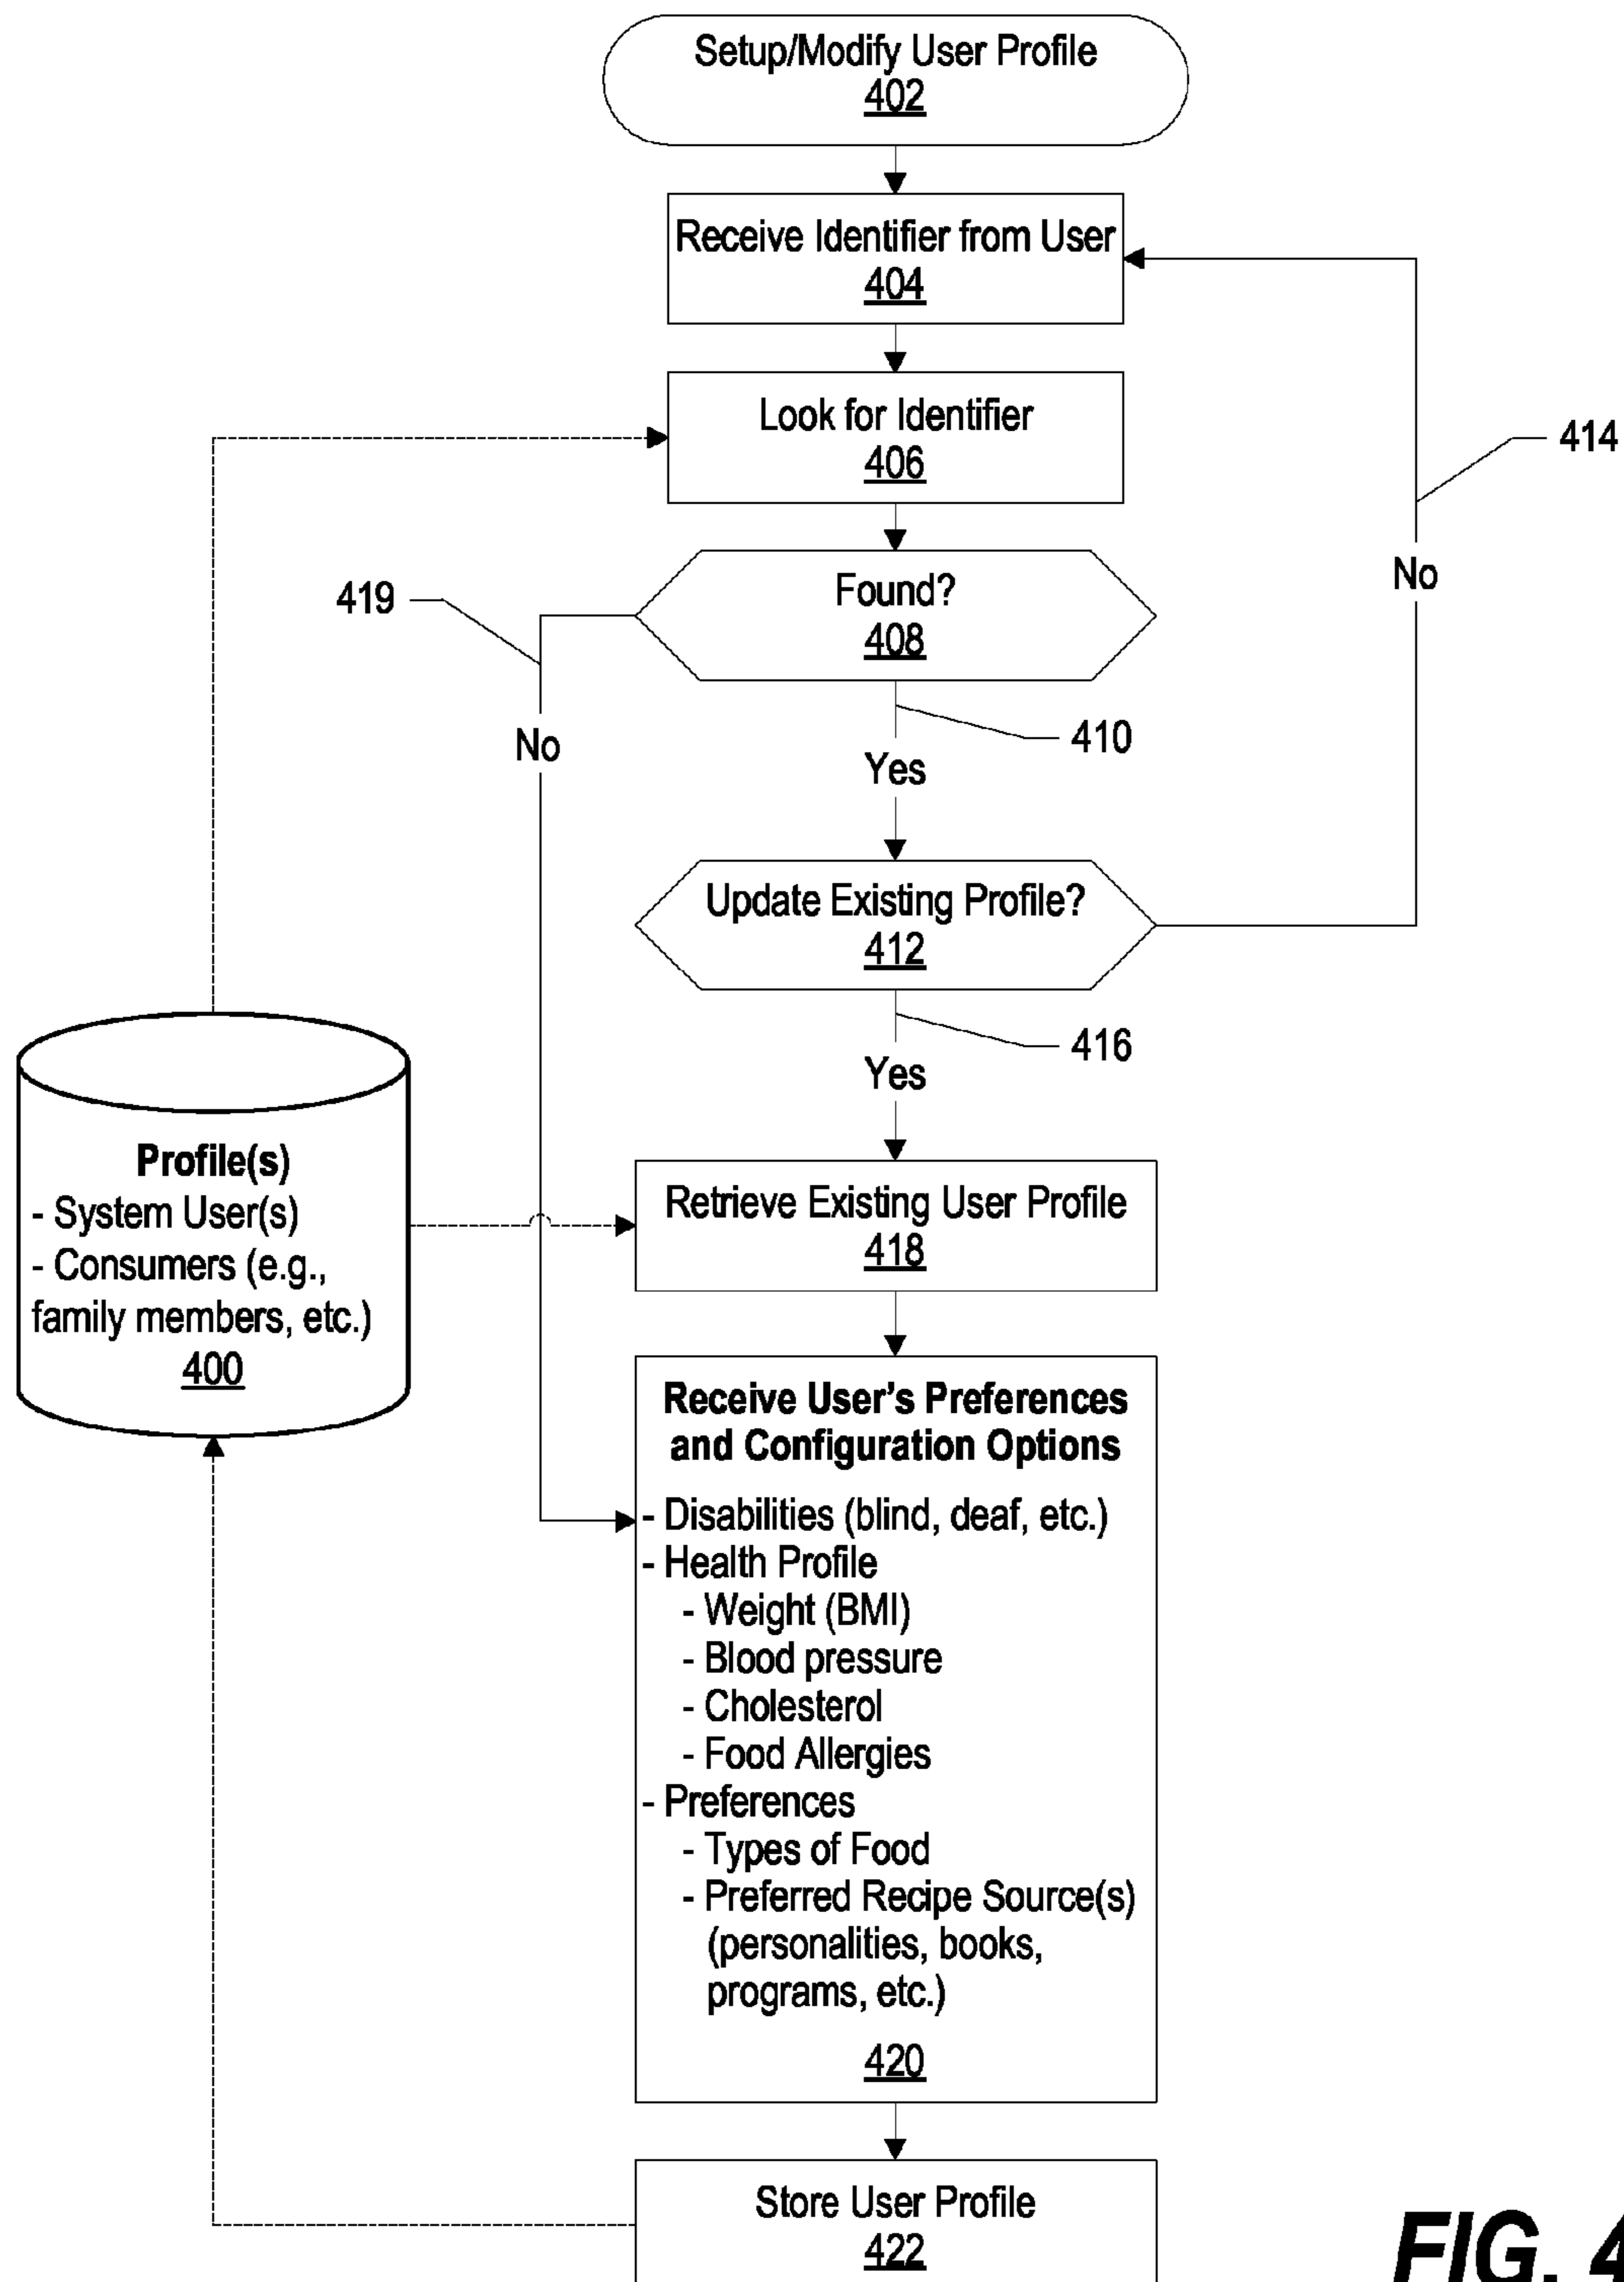 Setup/Modify User Profile
402
Receive Identifier from User
404
Look for Identifier
406
414
No
Found?
408
419
No
410
Yes
Update Existing Profile?
412
416
Yes
Profile(s)
- System User(s)
- Consumers (e.g.,
family members, etc.)
400
Retrieve Existing User Profile
418
Receive User's Preferences
and Configuration Options
- Disabilities (blind, deaf, etc.)
- Health Profile
- Weight (BMI)
- Blood pressure
- Cholesterol
- Food Allergies
- Preferences
- Types of Food
- Preferred Recipe Source(s)
(personalities, books,
programs, etc.)
420
Store User Profile
422
FIG. 4